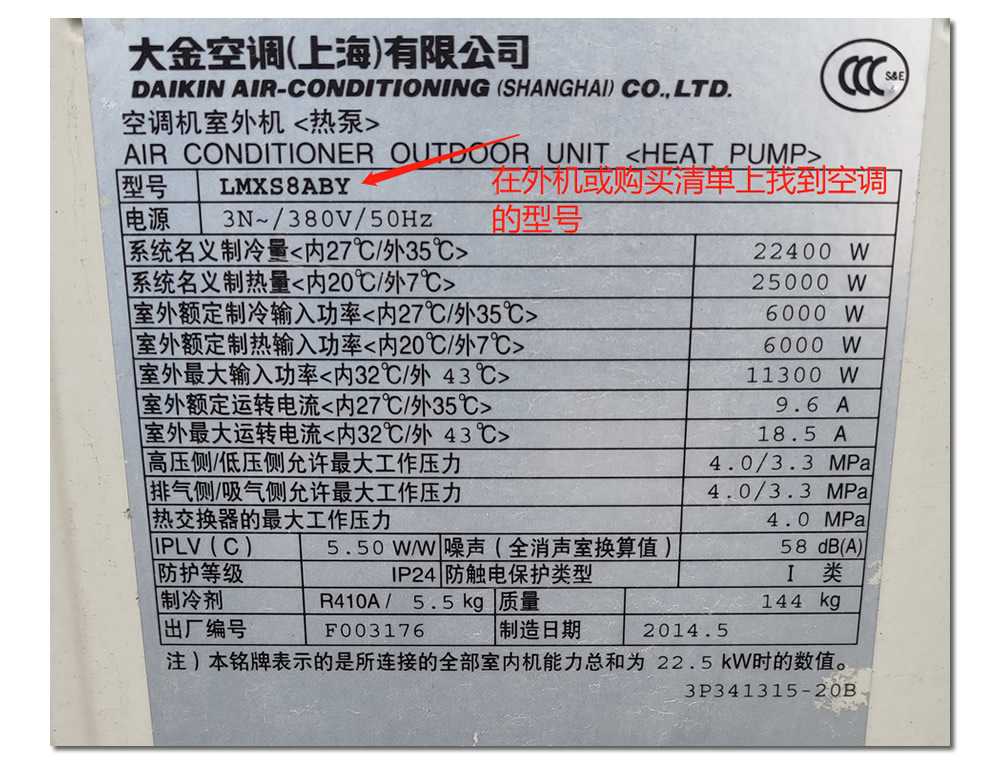 大金空调(上海)有限公司
DAIKIN AIR-CONDITIONING (SHANGHAI) CO.,LTD.
CCC S&E
空调机室外机 <热泵>
AIR CONDITIONER OUTDOOR UNIT <HEAT PUMP>
型号 LMXS8ABY
在外机或购买清单上找到空调
的型号
电源 3N~/380V/50Hz
系统名义制冷量<内27℃/外35℃> 22400 W
系统名义制热量<内20℃/外7℃> 25000 W
室外额定制冷输入功率<内27℃/外35℃> 6000 W
室外额定制热输入功率<内20℃/外7℃> 6000 W
室外最大输入功率<内32℃/外 43℃> 11300 W
室外额定运转电流<内27℃/外35℃> 9.6 A
室外最大运转电流<内32℃/外 43℃> 18.5 A
高压侧/低压侧允许最大工作压力 4.0/3.3 MPa
排气侧/吸气侧允许最大工作压力 4.0/3.3 MPa
热交换器的最大工作压力 4.0 MPa
IPLV(C) 5.50 W/W 噪声(全消声室换算值) 58 dB(A)
防护等级 IP24 防触电保护类型 I 类
制冷剂 R410A/ 5.5 kg 质量 144 kg
出厂编号 F003176 制造日期 2014.5
注)本铭牌表示的是所连接的全部室内机能力总和为 22.5 kW时的数值。
3P341315-20B